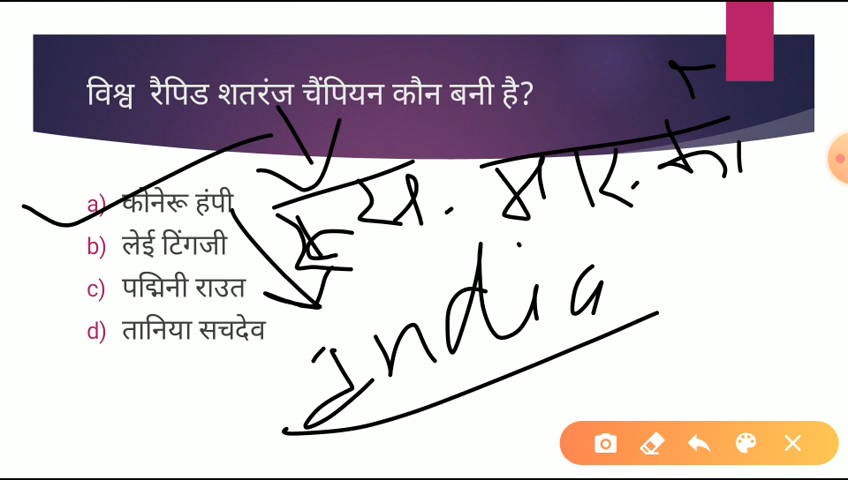 विश्व रैपिड शतरंज चैंपियन कौन बनी है?
a) कोनेरू हंपी
b) लेई टिंगजी
c) पद्मिनी राउत
d) तानिया सचदेव
India